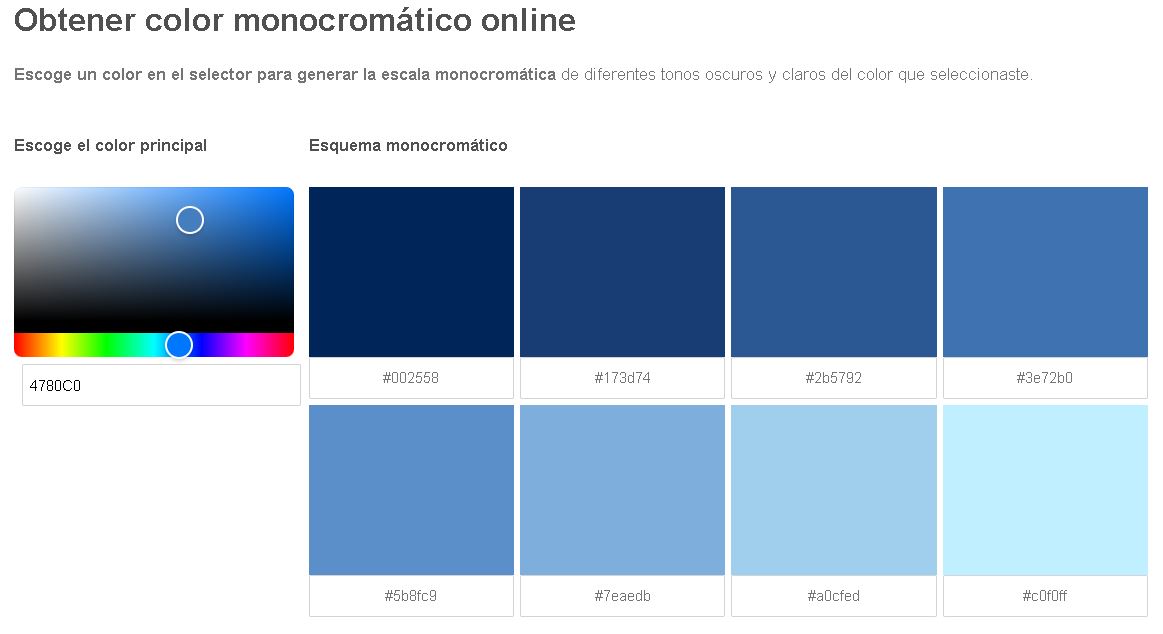 Obtener color monocromático online
Escoge un color en el selector para generar la escala monocromática de diferentes tonos oscuros y claros del color que seleccionaste.
Escoge el color principal
Esquema monocromático
4780C0
#002558
#173d74
#2b5792
#3e72b0
#5b8fc9
#7eaedb
#a0cfed
#c0f0ff